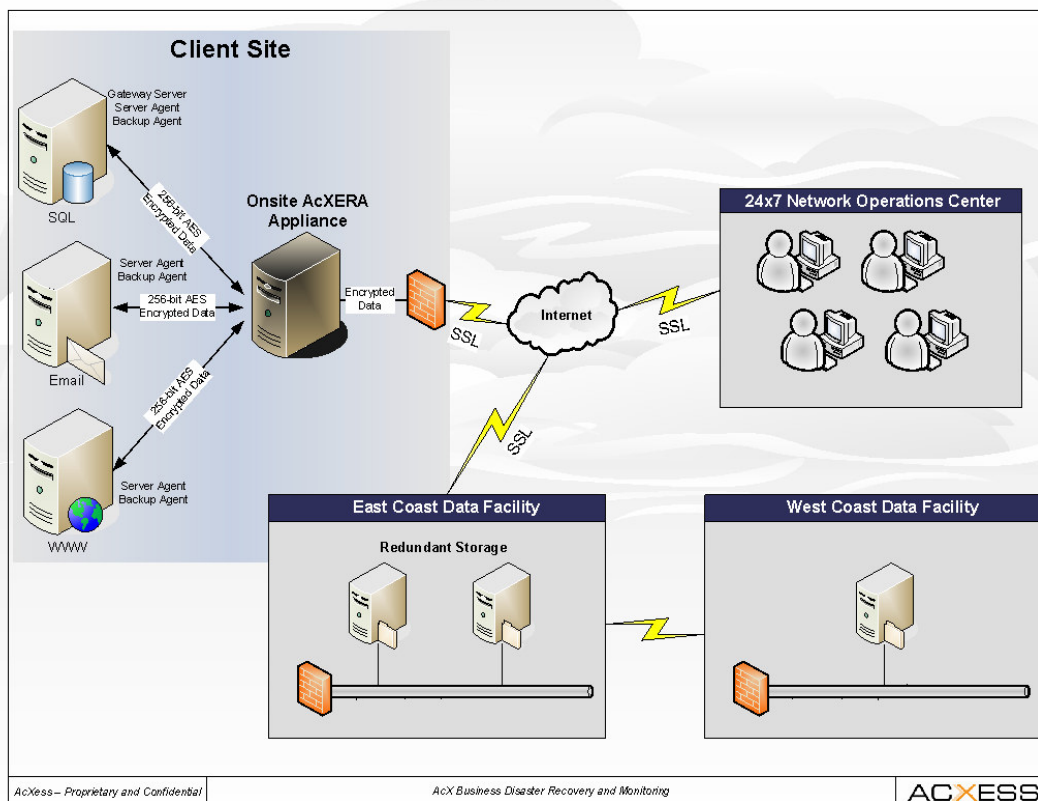 Client Site
Gateway Server
Server Agent
Backup Agent
SQL
256-bit AES
Encrypted Data
Onsite AcXERA
Appliance
Server Agent
Backup Agent
256-bit AES
Encrypted Data
Email
256-bit AES
Encrypted Data
Server Agent
Backup Agent
WWW
Encrypted
Data
SSL
Internet
SSL
SSL
24x7 Network Operations Center
East Coast Data Facility
Redundant Storage
West Coast Data Facility
AcXess – Proprietary and Confidential
AcX Business Disaster Recovery and Monitoring
ACXESS